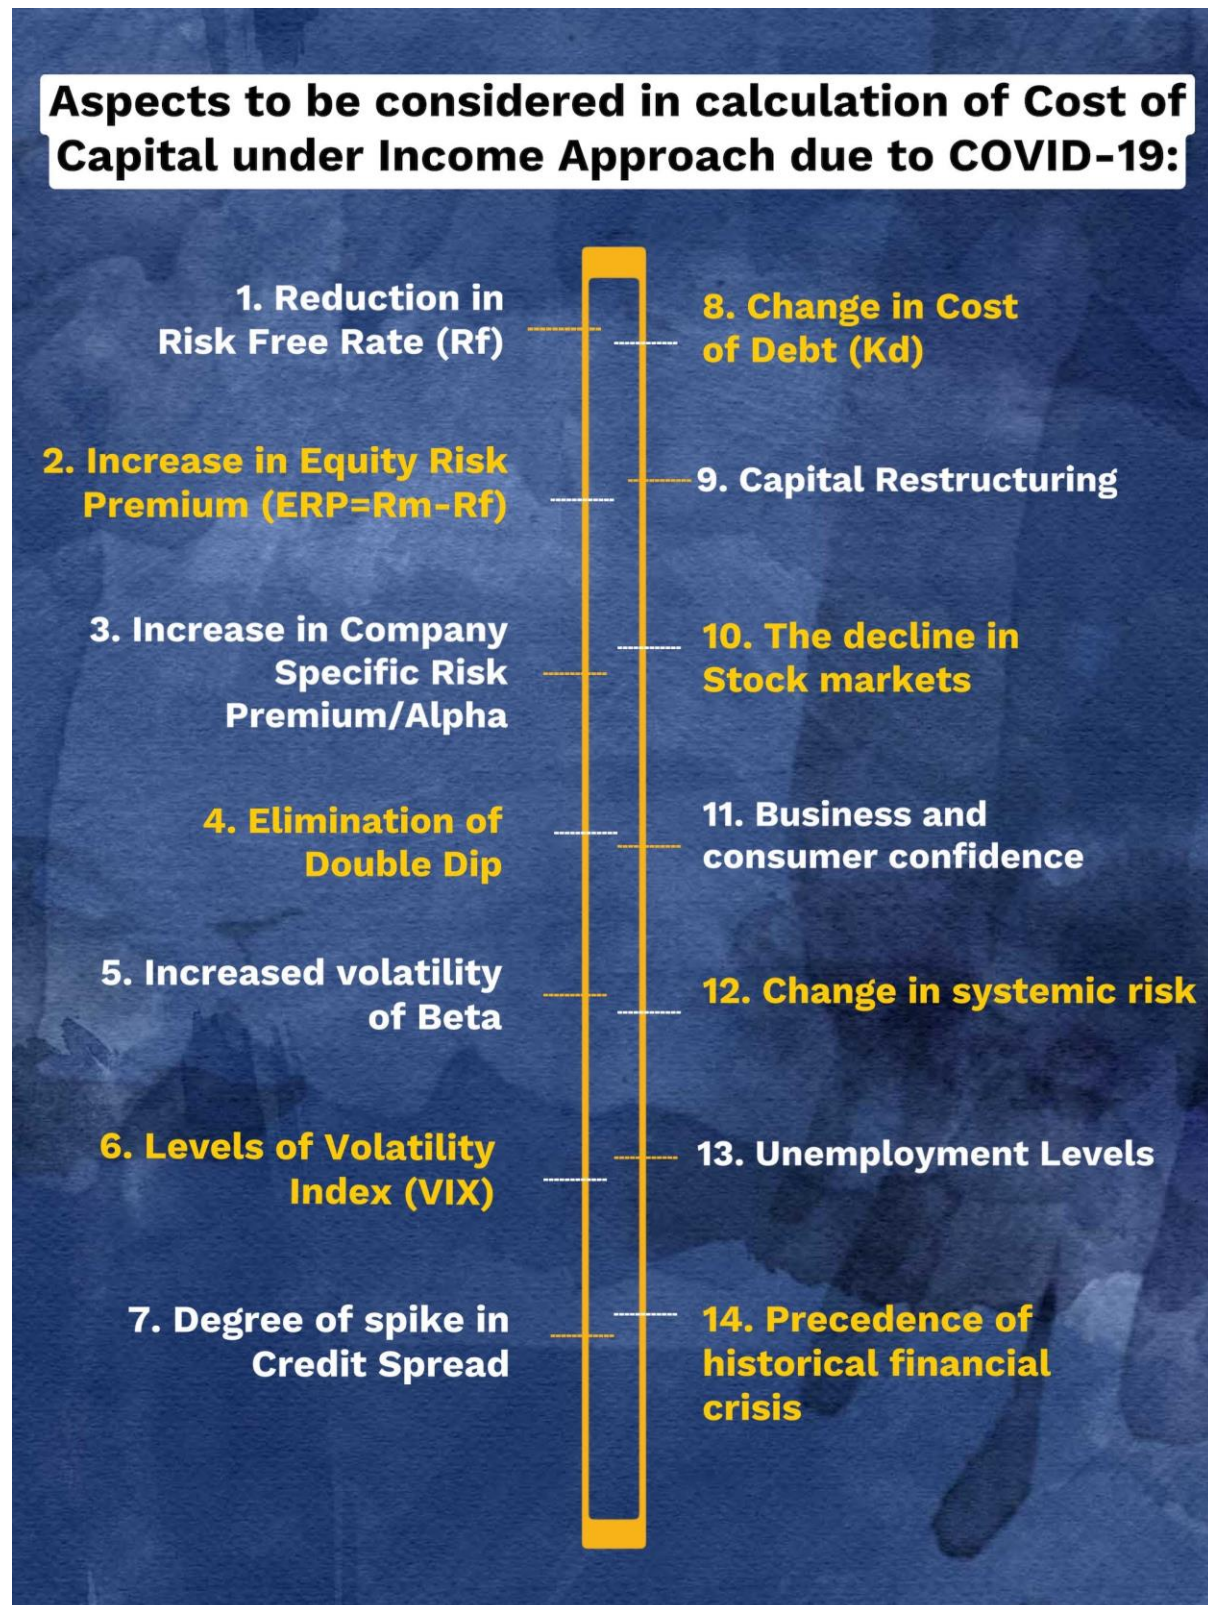 Aspects to be considered in calculation of Cost of
Capital under Income Approach due to COVID-19:
1. Reduction in
Risk Free Rate (Rf)
2. Increase in Equity Risk
Premium (ERP=Rm-Rf)
3. Increase in Company
Specific Risk
Premium/Alpha
4. Elimination of
Double Dip
5. Increased volatility
of Beta
6. Levels of Volatility
Index (VIX)
7. Degree of spike in
Credit Spread
8. Change in Cost
of Debt (Kd)
9. Capital Restructuring
10. The decline in
Stock markets
11. Business and
consumer confidence
12. Change in systemic risk
13. Unemployment Levels
14. Precedence of
historical financial
crisis